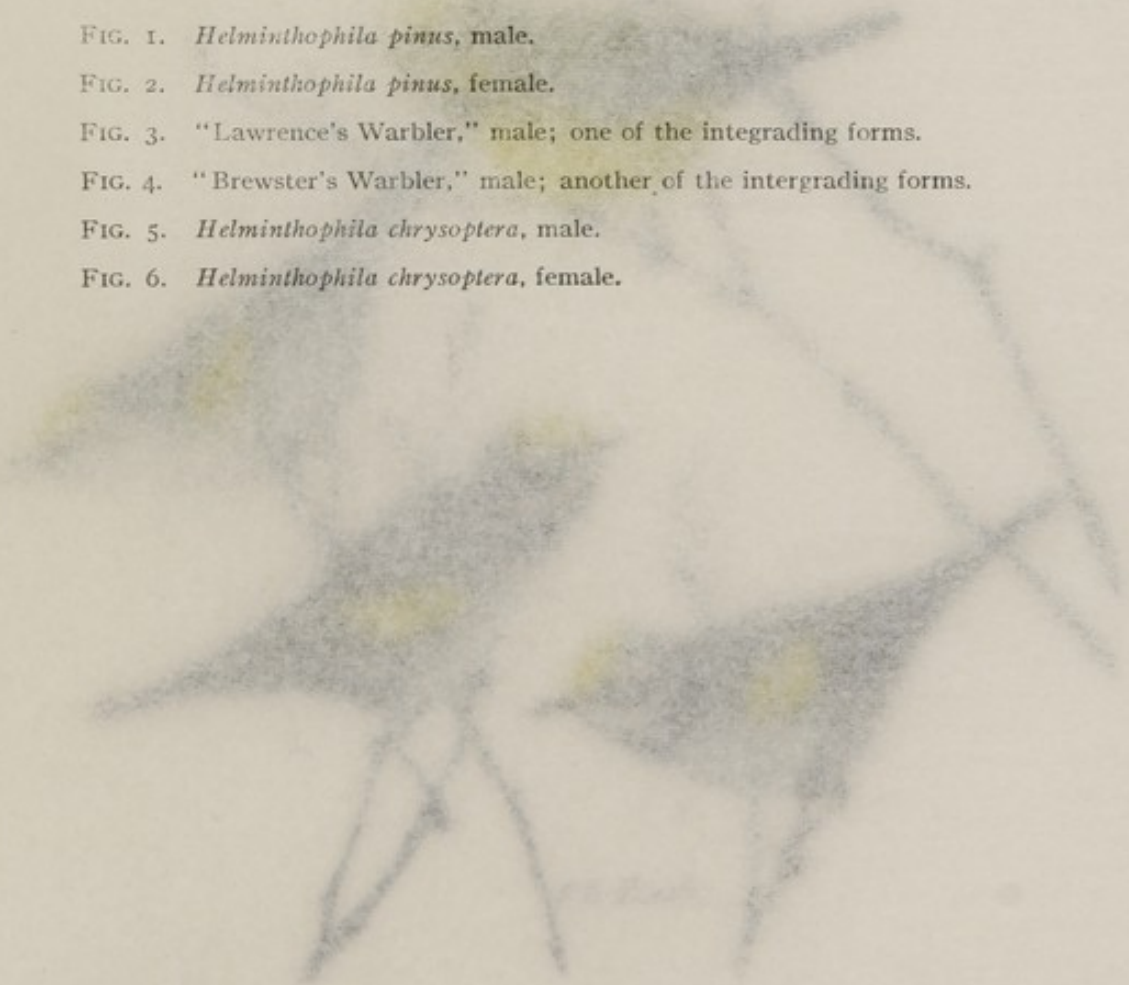 FIG. 1. Helminthophila pinus, male.
FIG. 2. Helminthophila pinus, female.
FIG. 3. "Lawrence's Warbler," male; one of the integrading forms.
FIG. 4. "Brewster's Warbler," male; another of the intergrading forms.
FIG. 5. Helminthophila chrysoptera, male.
FIG. 6. Helminthophila chrysoptera, female.